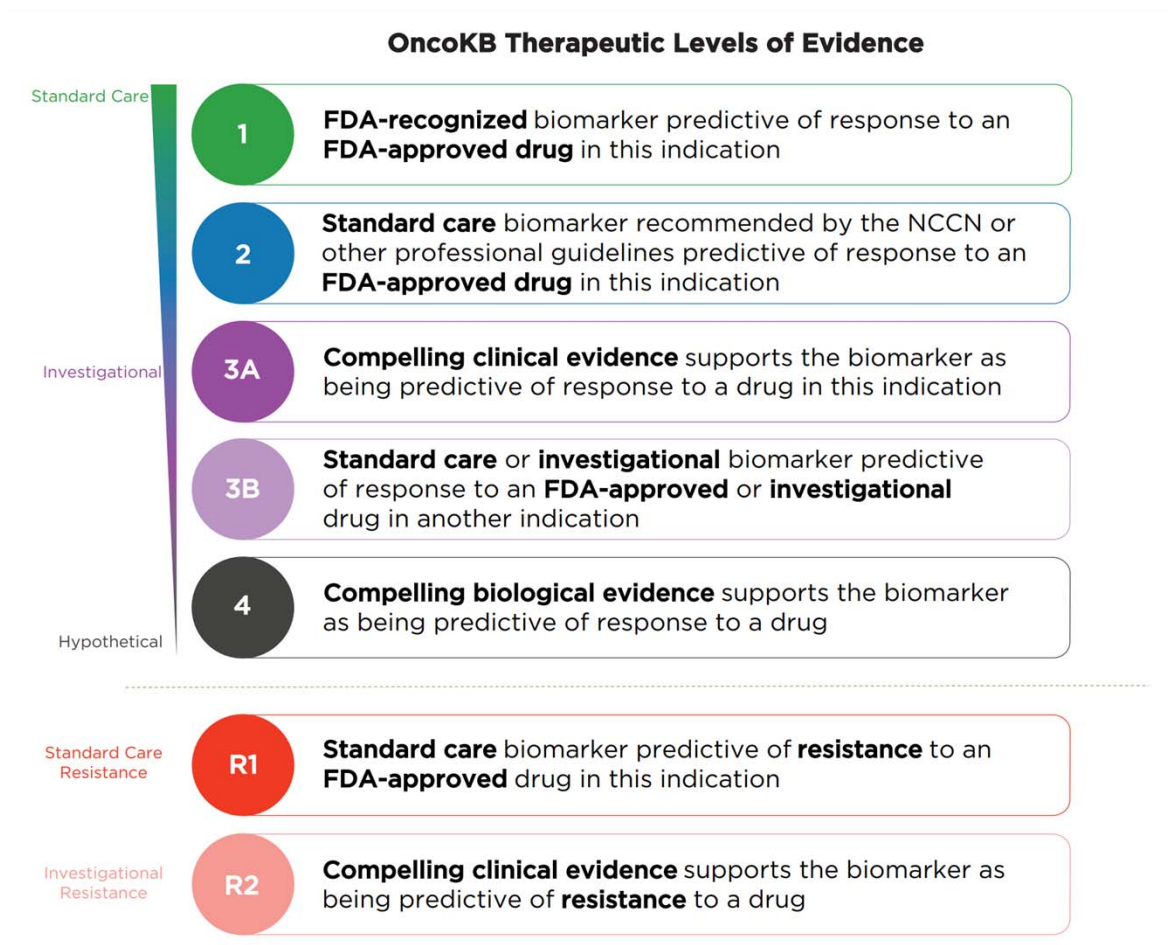 OncoKB Therapeutic Levels of Evidence
Standard Care
1
FDA-recognized biomarker predictive of response to an
FDA-approved drug in this indication
2
Standard care biomarker recommended by the NCCN or
other professional guidelines predictive of response to an
FDA-approved drug in this indication
Investigational
3A
Compelling clinical evidence supports the biomarker as
being predictive of response to a drug in this indication
3B
Standard care or investigational biomarker predictive
of response to an FDA-approved or investigational
drug in another indication
4
Compelling biological evidence supports the biomarker
as being predictive of response to a drug
Hypothetical
Standard Care
Resistance
R1
Standard care biomarker predictive of resistance to an
FDA-approved drug in this indication
Investigational
Resistance
R2
Compelling clinical evidence supports the biomarker as
being predictive of resistance to a drug